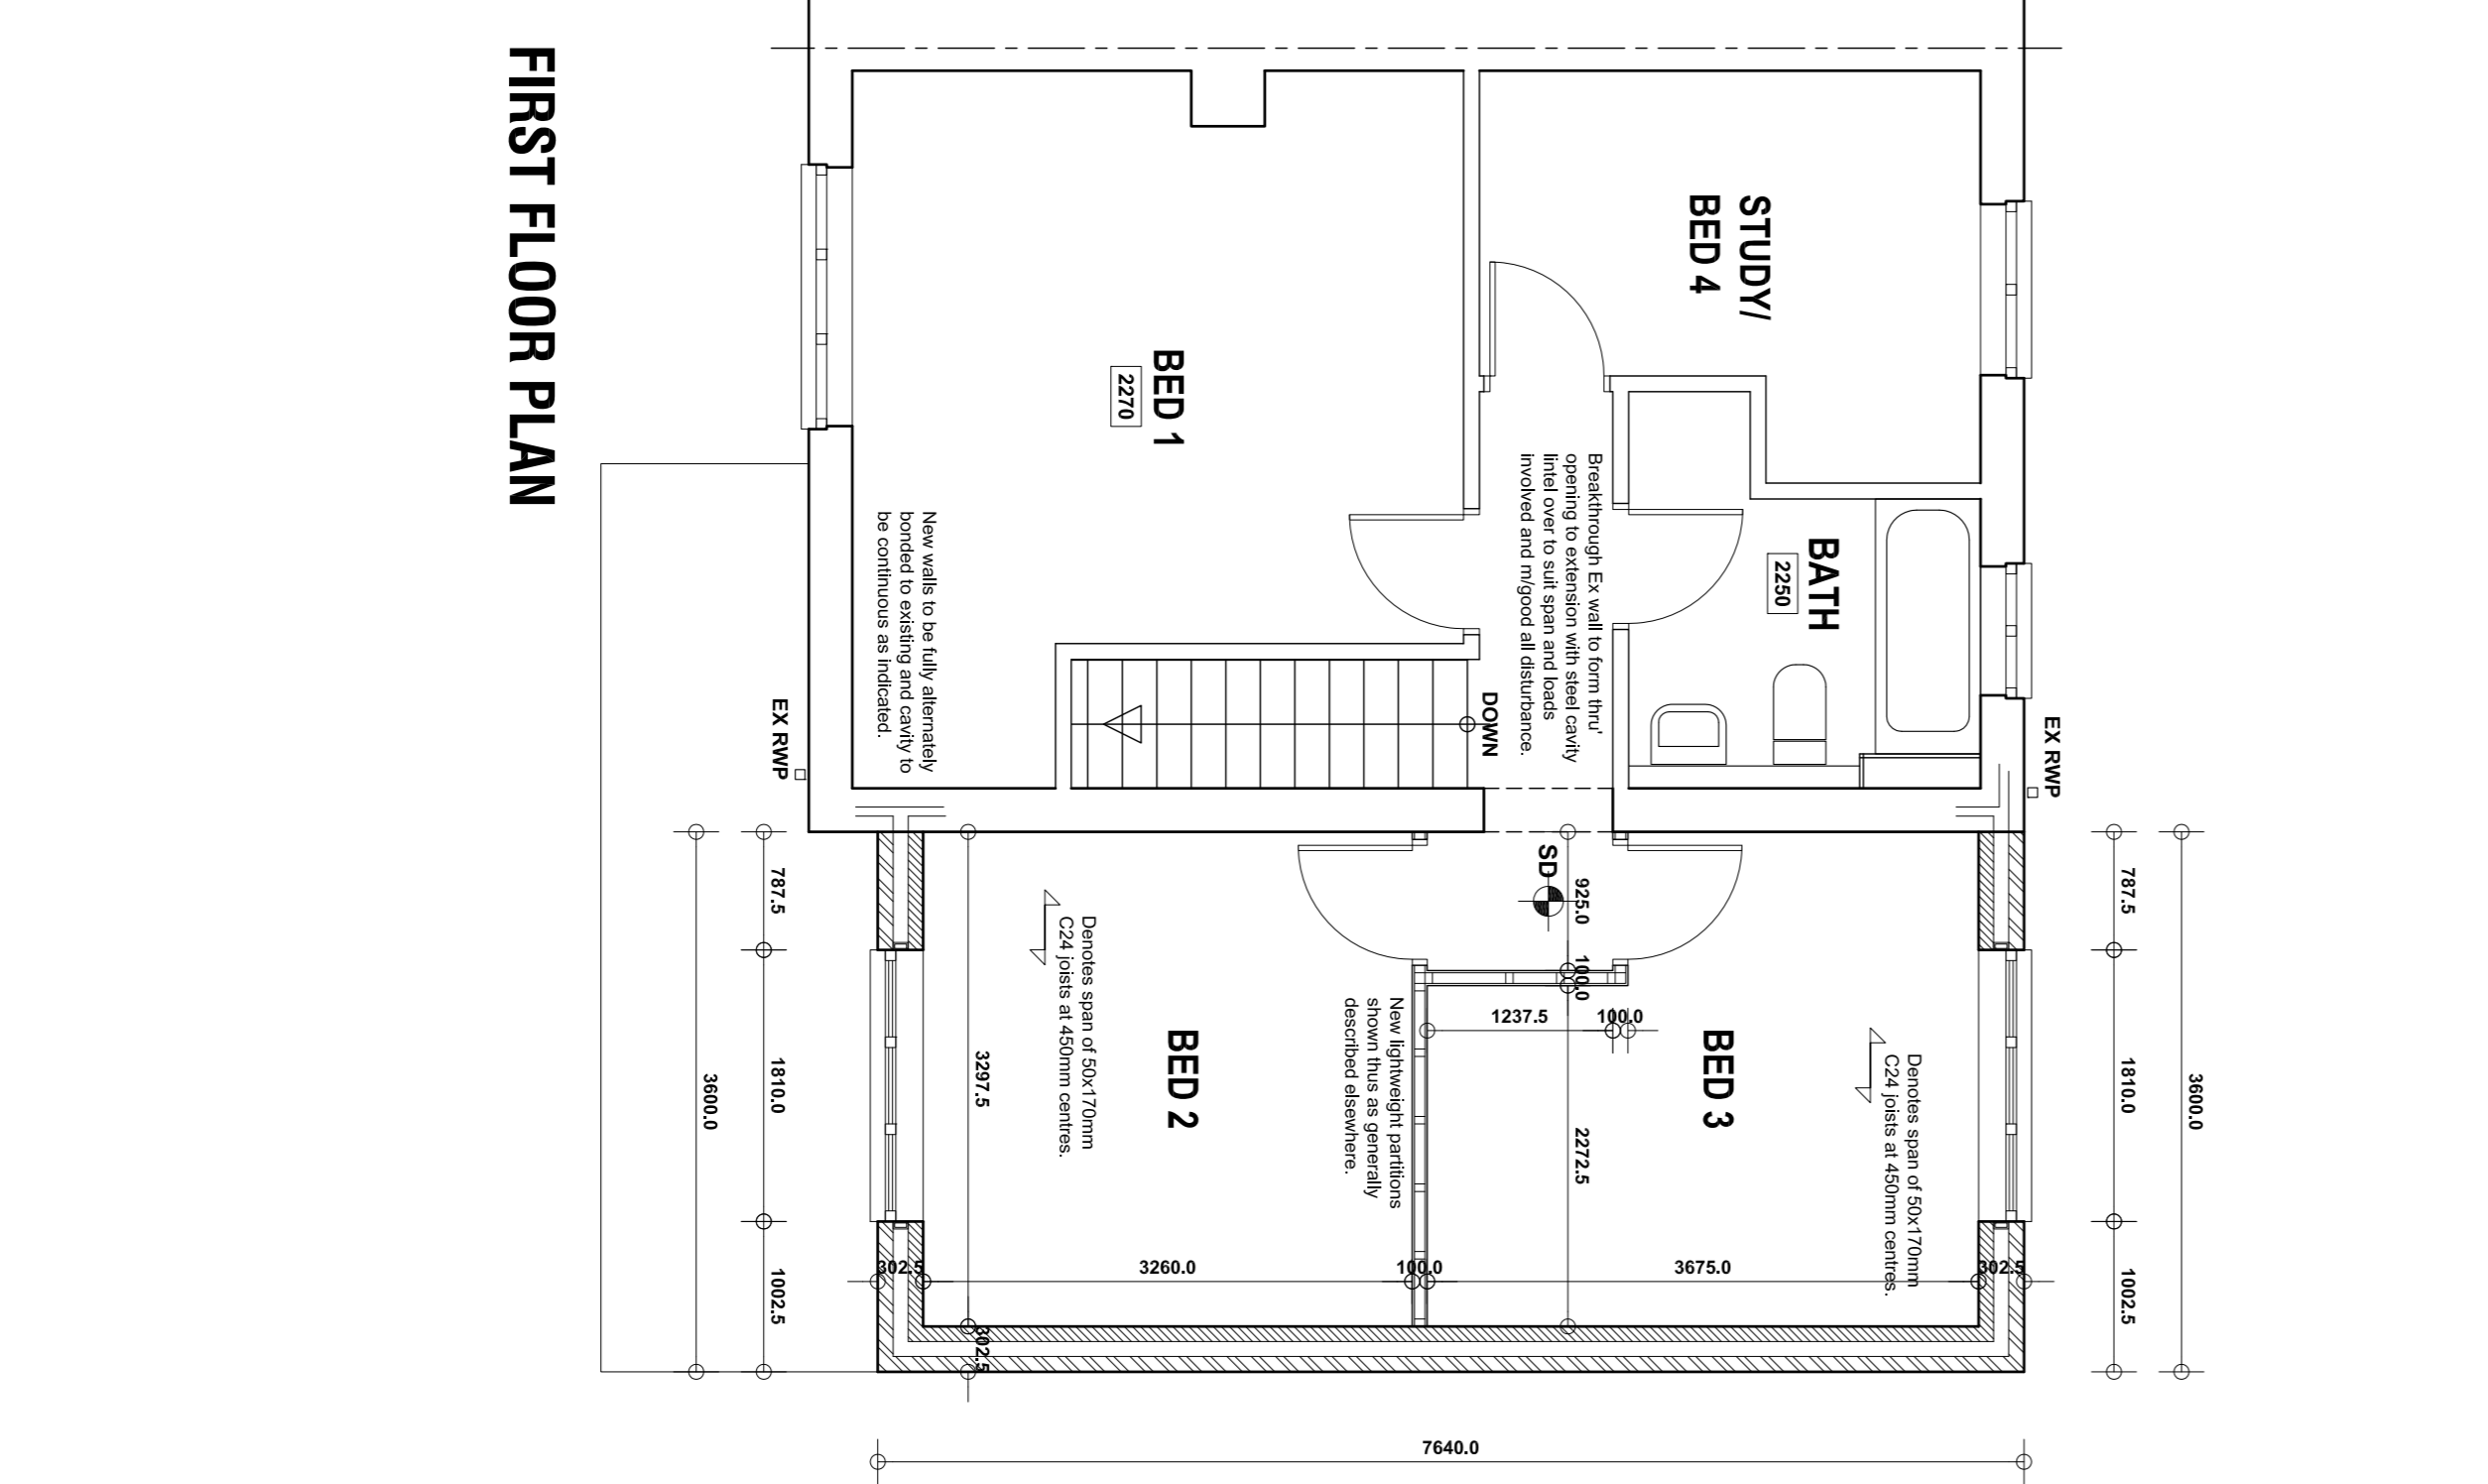 FIRST FLOOR PLAN
STUDY/
BED 4
BED 1
2270
BATH
2250
Breakthrough Ex wall to form thru'
opening to extension with steel cavity
lintel over to suit span and loads
involved and m/good all disturbance.
New walls to be fully alternately
bonded to existing and cavity to
be continuous as indicated.
DOWN
EX RWP
EX RWP
SD
BED 2
BED 3
Denotes span of 50x170mm
C24 joists at 450mm centres.
Denotes span of 50x170mm
C24 joists at 450mm centres.
New lightweight partitions
shown thus as generally
described elsewhere.
787.5
1810.0
1002.5
3600.0
787.5
1810.0
1002.5
3600.0
925.0
100.0
2272.5
1237.5
100.0
3297.5
302.5
302.5
3260.0
100.0
3675.0
302.5
7640.0